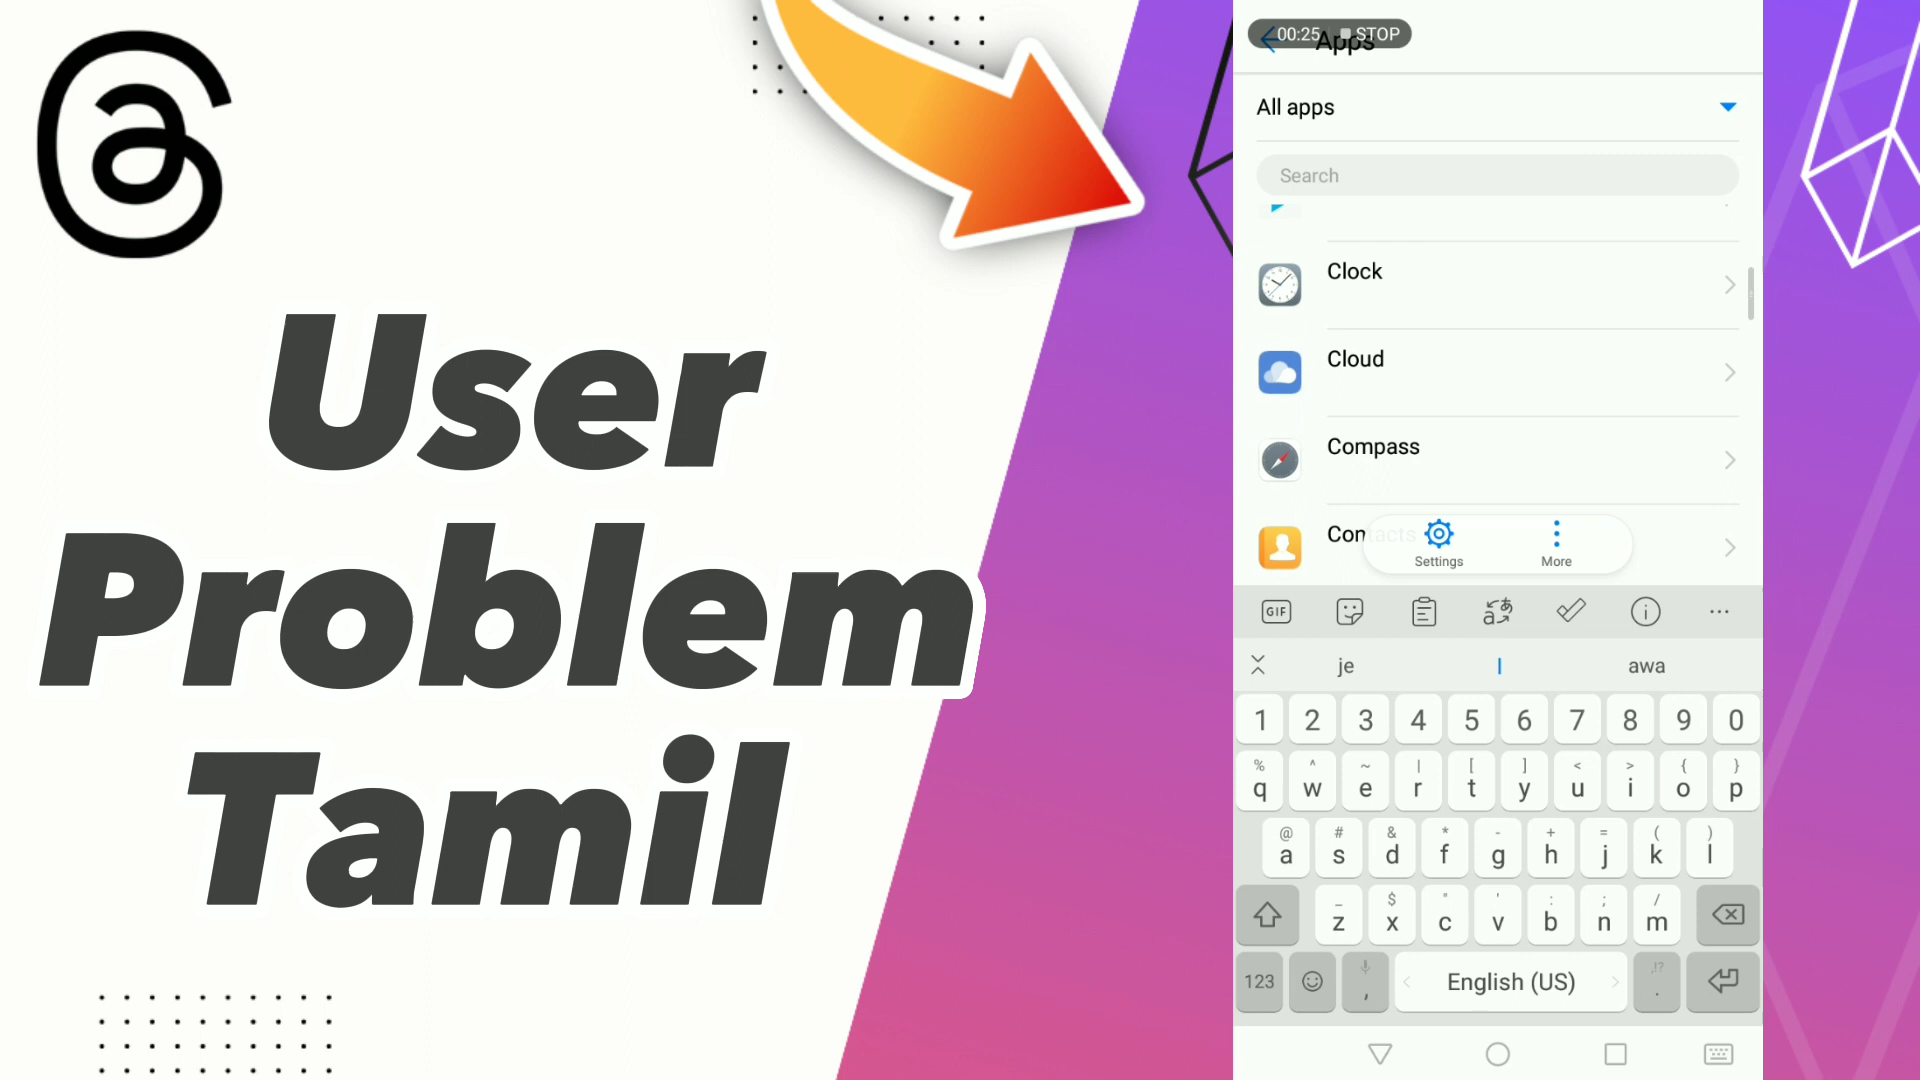 User
Problem
Tamil
00:25 STOP
Apps
All apps
Search
Clock
Cloud
Compass
Contacts
Settings
More
GIF
je
l
awa
1 2 3 4 5 6 7 8 9 0
% ^ ~ | [ ] < > { }
q w e r t y u i o p
@ # & * - + = ( )
a s d f g h j k l
_ $ " ' : ; /
z x c v b n m
123 , English (US) ,!? .